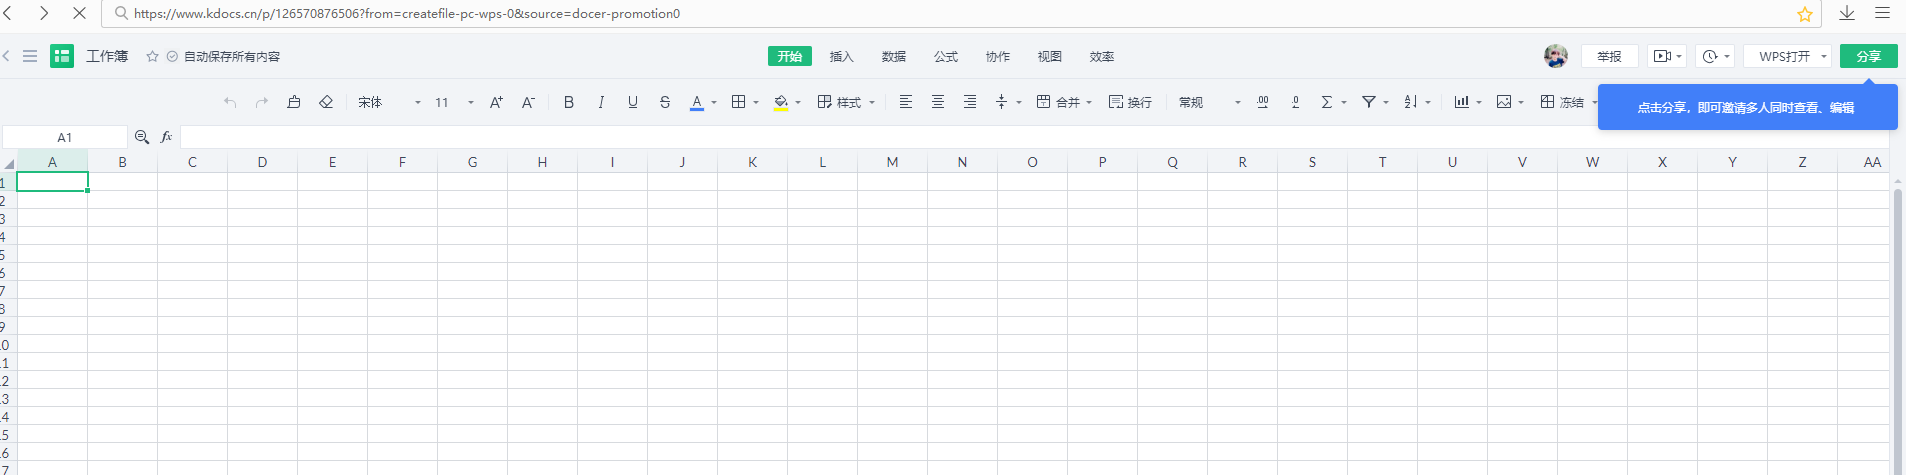 https://www.kdocs.cn/p/126570876506?from=createfile-pc-wps-0&source=docer-promotion0
工作簿 自动保存所有内容 开始 插入 数据 公式 协作 视图 效率 举报 WPS打开 分享
宋体 11 A+ A- B I U S A 样式 合并 换行 常规 .00 .0 Σ 冻结
点击分享，即可邀请多人同时查看、编辑
A1 fx
A B C D E F G H I J K L M N O P Q R S T U V W X Y Z AA
1
2
3
4
5
6
7
8
9
10
11
12
13
14
15
16
17